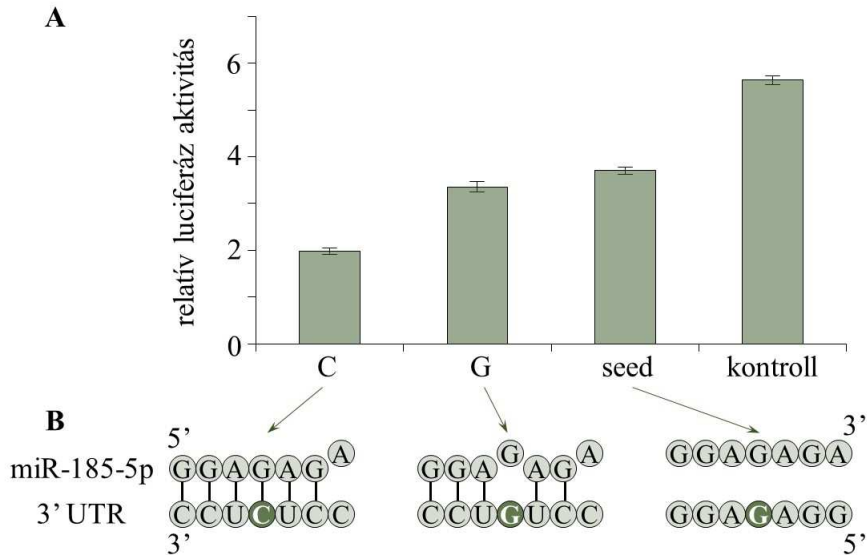 A
relatív luciferáz aktivitás
6
4
2
0
C G seed kontroll
B
5’ 3’
miR-185-5p GGAGAGA GGAGAGA GGAGAGA
3’ UTR CCUCUCC CCUGUCC GGAGAGG
3’ 5’